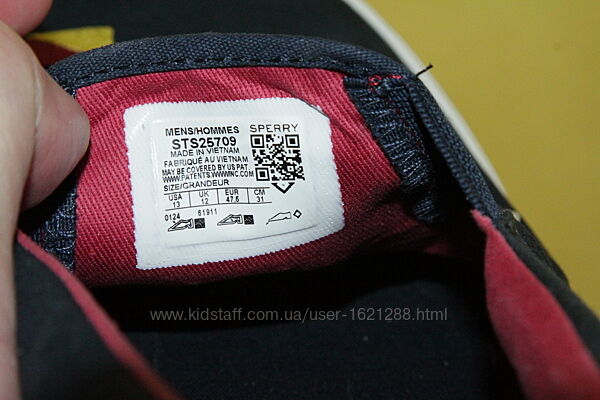 MENS/HOMMES SPERRY
STS25709
MADE IN VIETNAM
FABRIQUÉ AU VIETNAM
MAY BE COVERED BY US PAT.
WWW.PATENTS.WWWINC.COM
SIZE/GRANDEUR
USA UK EUR CM
13 12 47.5 31
0124 61911
www.kidstaff.com.ua/user-1621288.html